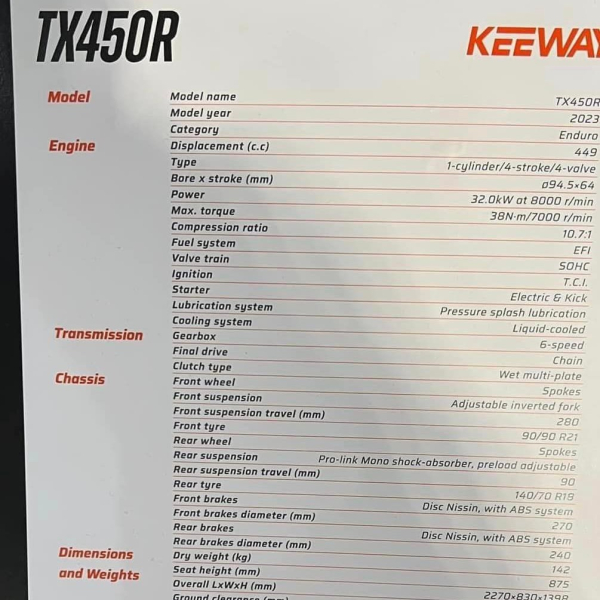 TX450R KEEWAY
Model Model name TX450R
Model year 2023
Category Enduro
Engine Displacement (c.c) 449
Type 1-cylinder/4-stroke/4-valve
Bore x stroke (mm) ø94.5×64
Power 32.0kW at 8000 r/min
Max. torque 38N·m/7000 r/min
Compression ratio 10.7:1
Fuel system EFI
Valve train SOHC
Ignition T.C.I.
Starter Electric & Kick
Lubrication system Pressure splash lubrication
Cooling system Liquid-cooled
Transmission Gearbox 6-speed
Final drive Chain
Clutch type Wet multi-plate
Chassis Front wheel Spokes
Front suspension Adjustable inverted fork
Front suspension travel (mm) 280
Front tyre 90/90 R21
Rear wheel Spokes
Rear suspension Pro-link Mono shock-absorber, preload adjustable
Rear suspension travel (mm) 90
Rear tyre 140/70 R18
Front brakes Disc Nissin, with ABS system
Front brakes diameter (mm) 270
Rear brakes Disc Nissin, with ABS system
Rear brakes diameter (mm) 240
Dimensions and Weights Dry weight (kg) 142
Seat height (mm) 875
Overall LxWxH (mm) 2270×830×1398
Ground clearance (mm)